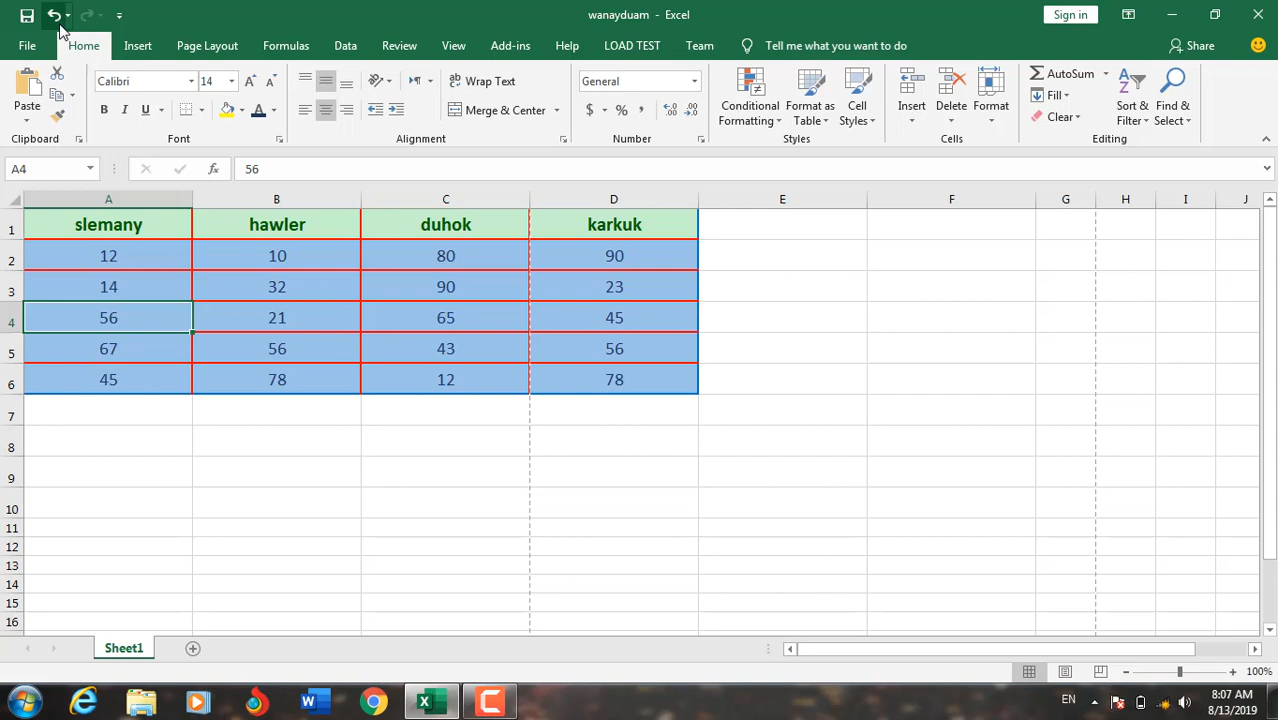 wanayduam - Excel
Sign in
File Home Insert Page Layout Formulas Data Review View Add-ins Help LOAD TEST Team Tell me what you want to do Share
Paste
Clipboard
Calibri 14
B I U A
Font
Wrap Text
Merge & Center
Alignment
General
$ % ,
Number
Conditional Formatting
Format as Table
Cell Styles
Styles
Insert Delete Format
Cells
AutoSum
Fill
Clear
Sort & Filter
Find & Select
Editing
A4 fx 56
A B C D E F G H I J
1 slemany hawler duhok karkuk
2 12 10 80 90
3 14 32 90 23
4 56 21 65 45
5 67 56 43 56
6 45 78 12 78
7
8
9
10
11
12
13
14
15
16
Sheet1
100%
EN
8:07 AM
8/13/2019